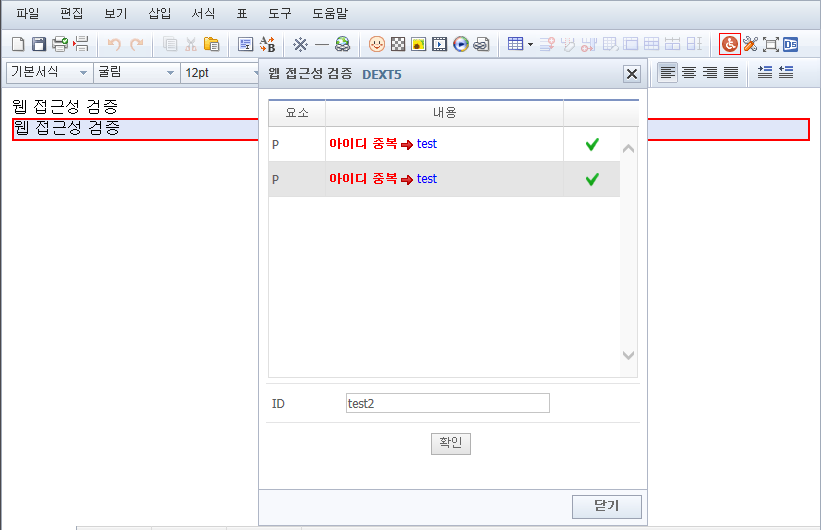 파일 편집 보기 삽입 서식 표 도구 도움말
기본서식 굴림 12pt
웹 접근성 검증
웹 접근성 검증
웹 접근성 검증 DEXT5
요소 내용
P 아이디 중복 test
P 아이디 중복 test
ID test2
확인
닫기